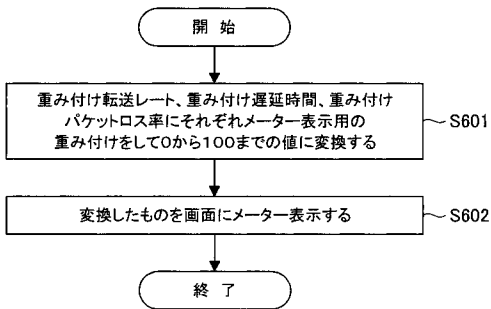 開 始
重み付け転送レート、重み付け遅延時間、重み付け
パケットロス率にそれぞれメーター表示用の
重み付けをして0から100までの値に変換する
S601
変換したものを画面にメーター表示する
S602
終 了